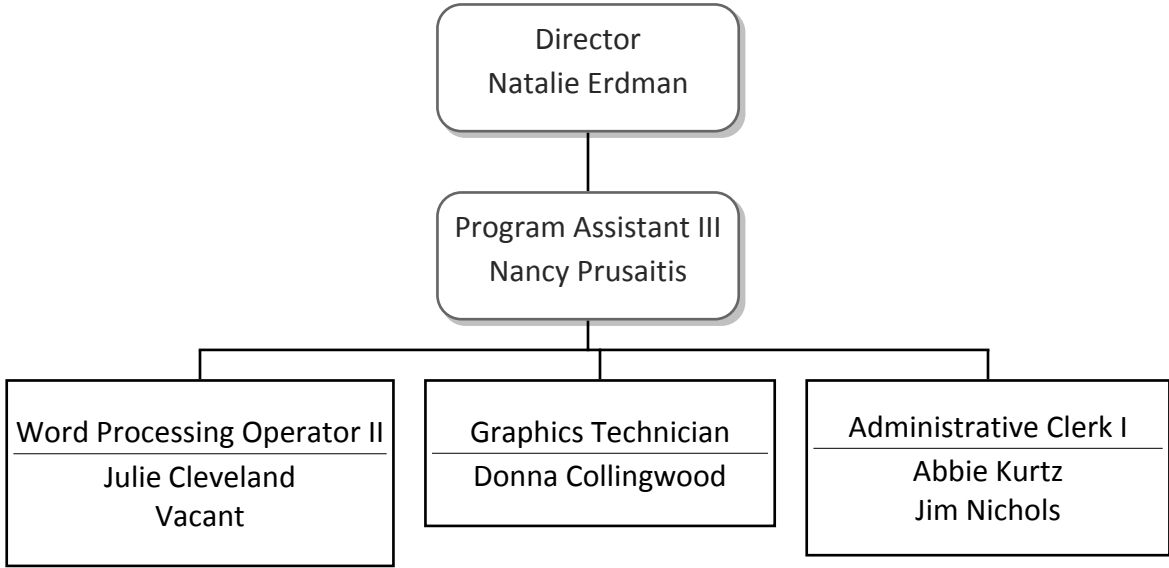 Director
Natalie Erdman
Program Assistant III
Nancy Prusaitis
Word Processing Operator II
Julie Cleveland
Vacant
Graphics Technician
Donna Collingwood
Administrative Clerk I
Abbie Kurtz
Jim Nichols